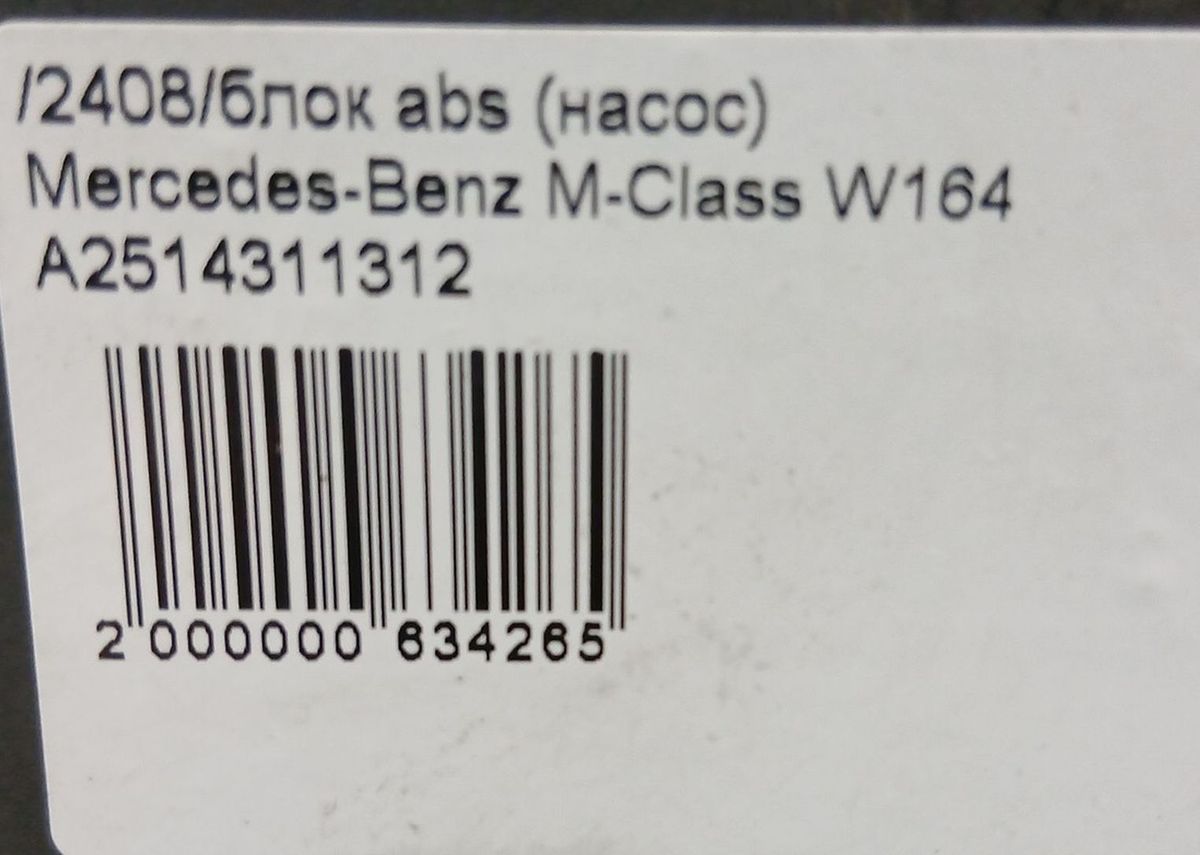 /2408/блок abs (насос)
Mercedes-Benz M-Class W164
A2514311312
2 000000 634265